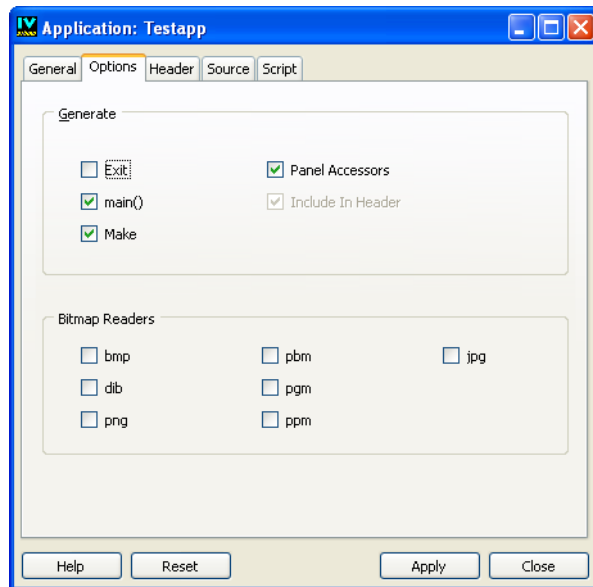 IV
Application: Testapp
General Options Header Source Script
Generate
Exit Panel Accessors
main() Include In Header
Make
Bitmap Readers
bmp pbm jpg
dib pgm
png ppm
Help Reset Apply Close